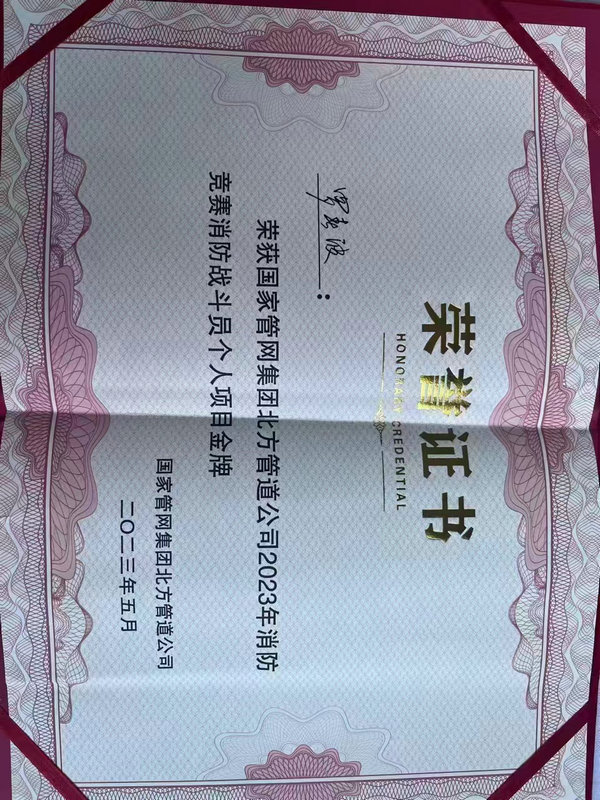 荣誉证书
HONORARY CREDENTIAL
罗春波：
荣获国家管网集团北方管道公司2023年消防
竞赛消防战斗员个人项目金牌
国家管网集团北方管道公司
二〇二三年五月